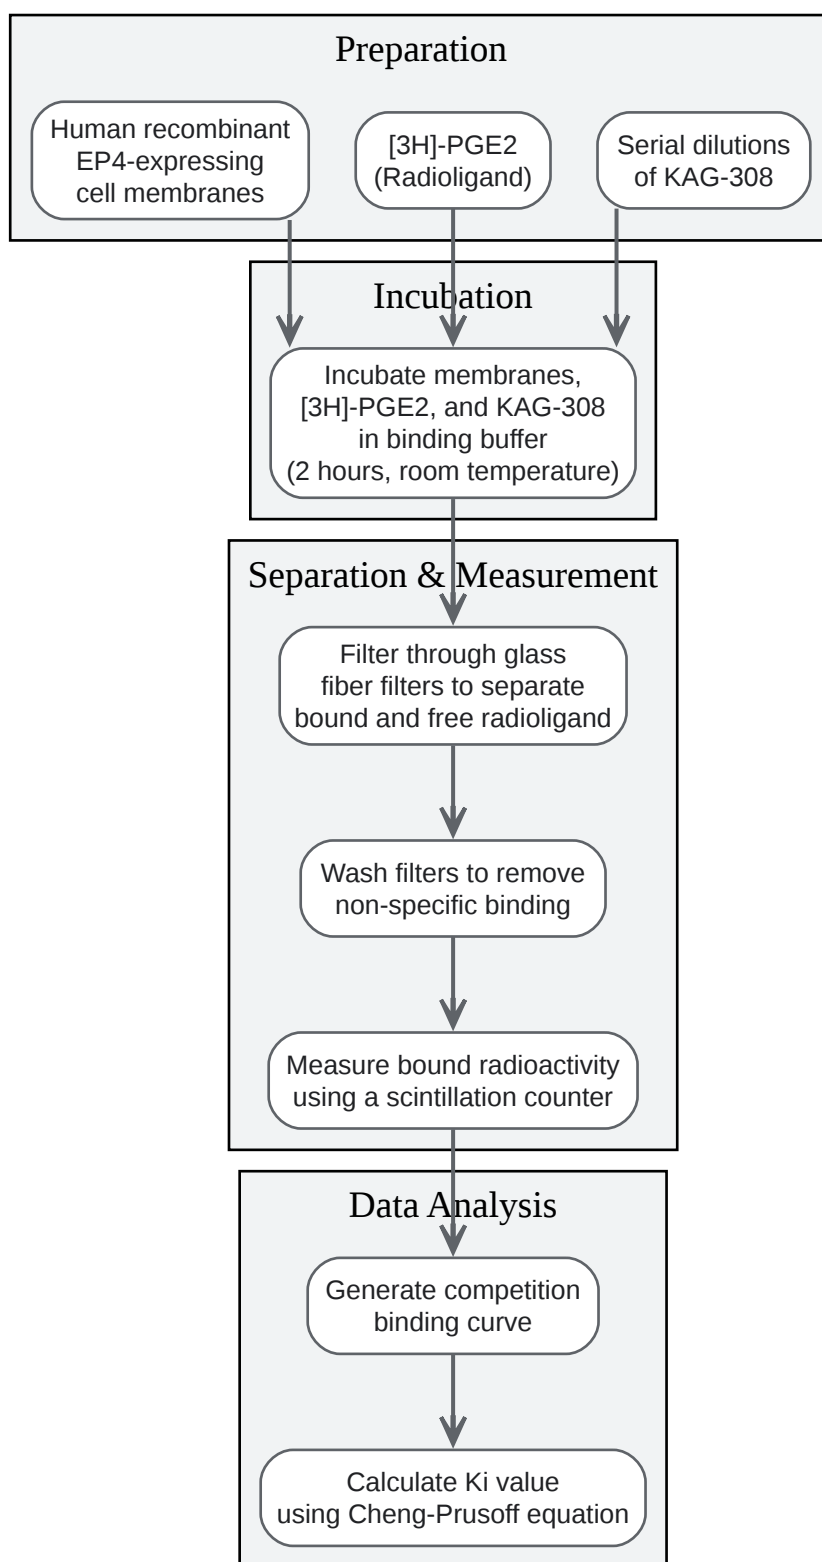 Preparation
Human recombinant
EP4-expressing
cell membranes
[3H]-PGE2
(Radioligand)
Serial dilutions
of KAG-308
Incubation
Incubate membranes,
[3H]-PGE2, and KAG-308
in binding buffer
(2 hours, room temperature)
Separation & Measurement
Filter through glass
fiber filters to separate
bound and free radioligand
Wash filters to remove
non-specific binding
Measure bound radioactivity
using a scintillation counter
Data Analysis
Generate competition
binding curve
Calculate Ki value
using Cheng-Prusoff equation